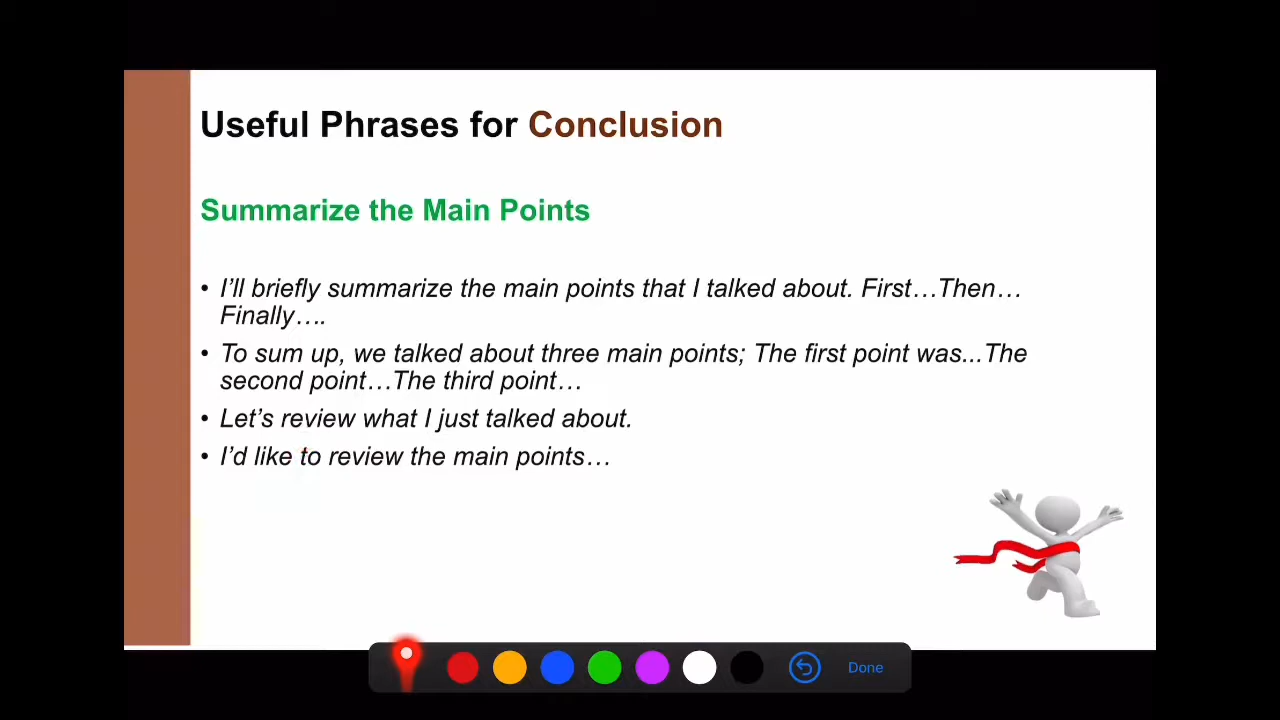 Useful Phrases for Conclusion
Summarize the Main Points
• I’ll briefly summarize the main points that I talked about. First…Then…
Finally….
• To sum up, we talked about three main points; The first point was...The
second point…The third point…
• Let’s review what I just talked about.
• I’d like to review the main points…
Done